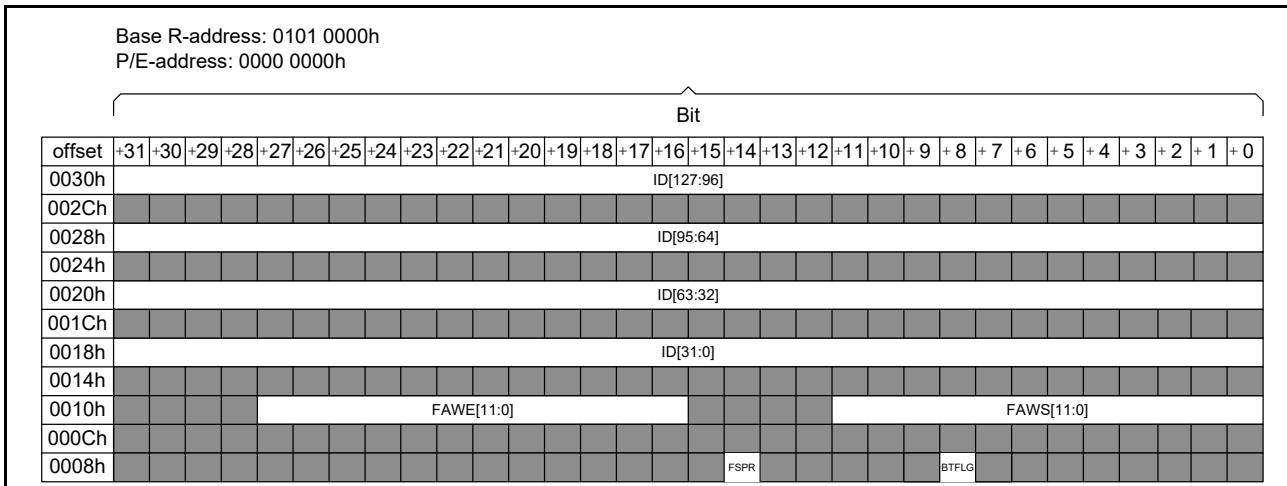 Base R-address: 0101 0000h
P/E-address: 0000 0000h
Bit
offset +31 +30 +29 +28 +27 +26 +25 +24 +23 +22 +21 +20 +19 +18 +17 +16 +15 +14 +13 +12 +11 +10 + 9 + 8 + 7 +6 + 5 + 4 + 3 + 2 + 1 + 0
0030h ID[127:96]
002Ch
0028h ID[95:64]
0024h
0020h ID[63:32]
001Ch
0018h ID[31:0]
0014h
0010h FAWE[11:0] FAWS[11:0]
000Ch
0008h FSPR BTFLG